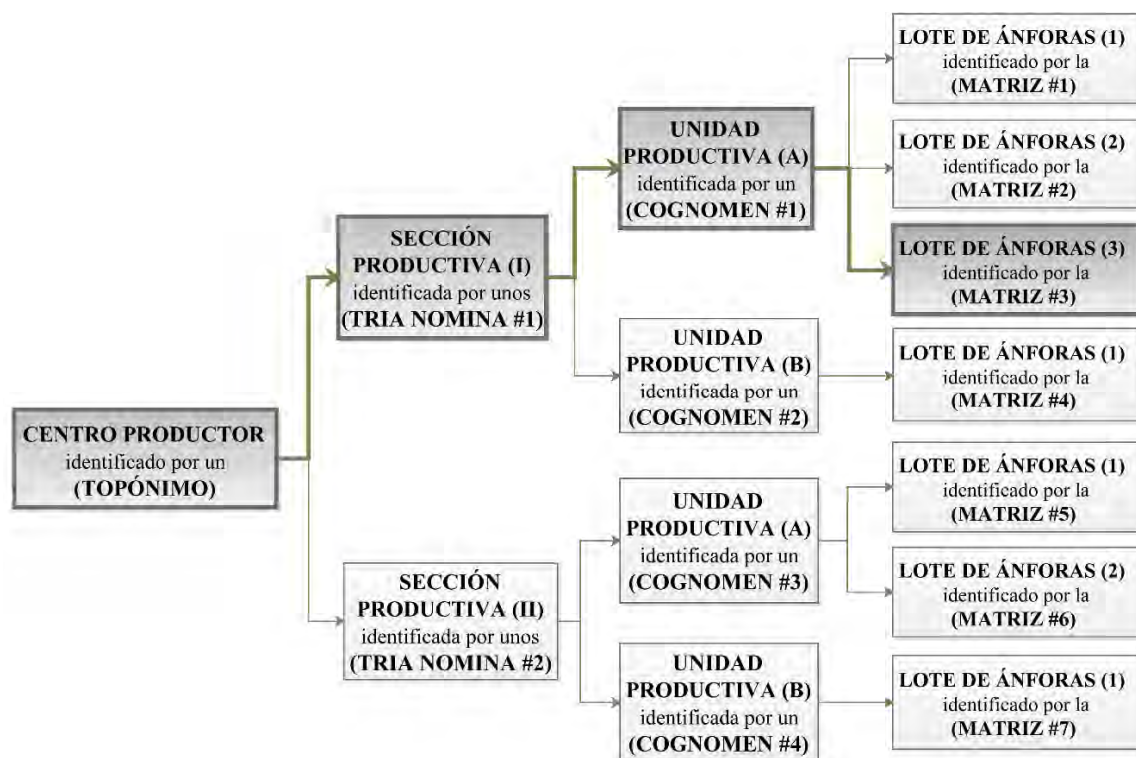 CENTRO PRODUCTOR
identificado por un
(TOPÓNIMO)
SECCIÓN
PRODUCTIVA (I)
identificada por unos
(TRIA NOMINA #1)
SECCIÓN
PRODUCTIVA (II)
identificada por unos
(TRIA NOMINA #2)
UNIDAD
PRODUCTIVA (A)
identificada por un
(COGNOMEN #1)
UNIDAD
PRODUCTIVA (B)
identificada por un
(COGNOMEN #2)
UNIDAD
PRODUCTIVA (A)
identificada por un
(COGNOMEN #3)
UNIDAD
PRODUCTIVA (B)
identificada por un
(COGNOMEN #4)
LOTE DE ÁNFORAS (1)
identificado por la
(MATRIZ #1)
LOTE DE ÁNFORAS (2)
identificado por la
(MATRIZ #2)
LOTE DE ÁNFORAS (3)
identificado por la
(MATRIZ #3)
LOTE DE ÁNFORAS (1)
identificado por la
(MATRIZ #4)
LOTE DE ÁNFORAS (1)
identificado por la
(MATRIZ #5)
LOTE DE ÁNFORAS (2)
identificado por la
(MATRIZ #6)
LOTE DE ÁNFORAS (1)
identificado por la
(MATRIZ #7)